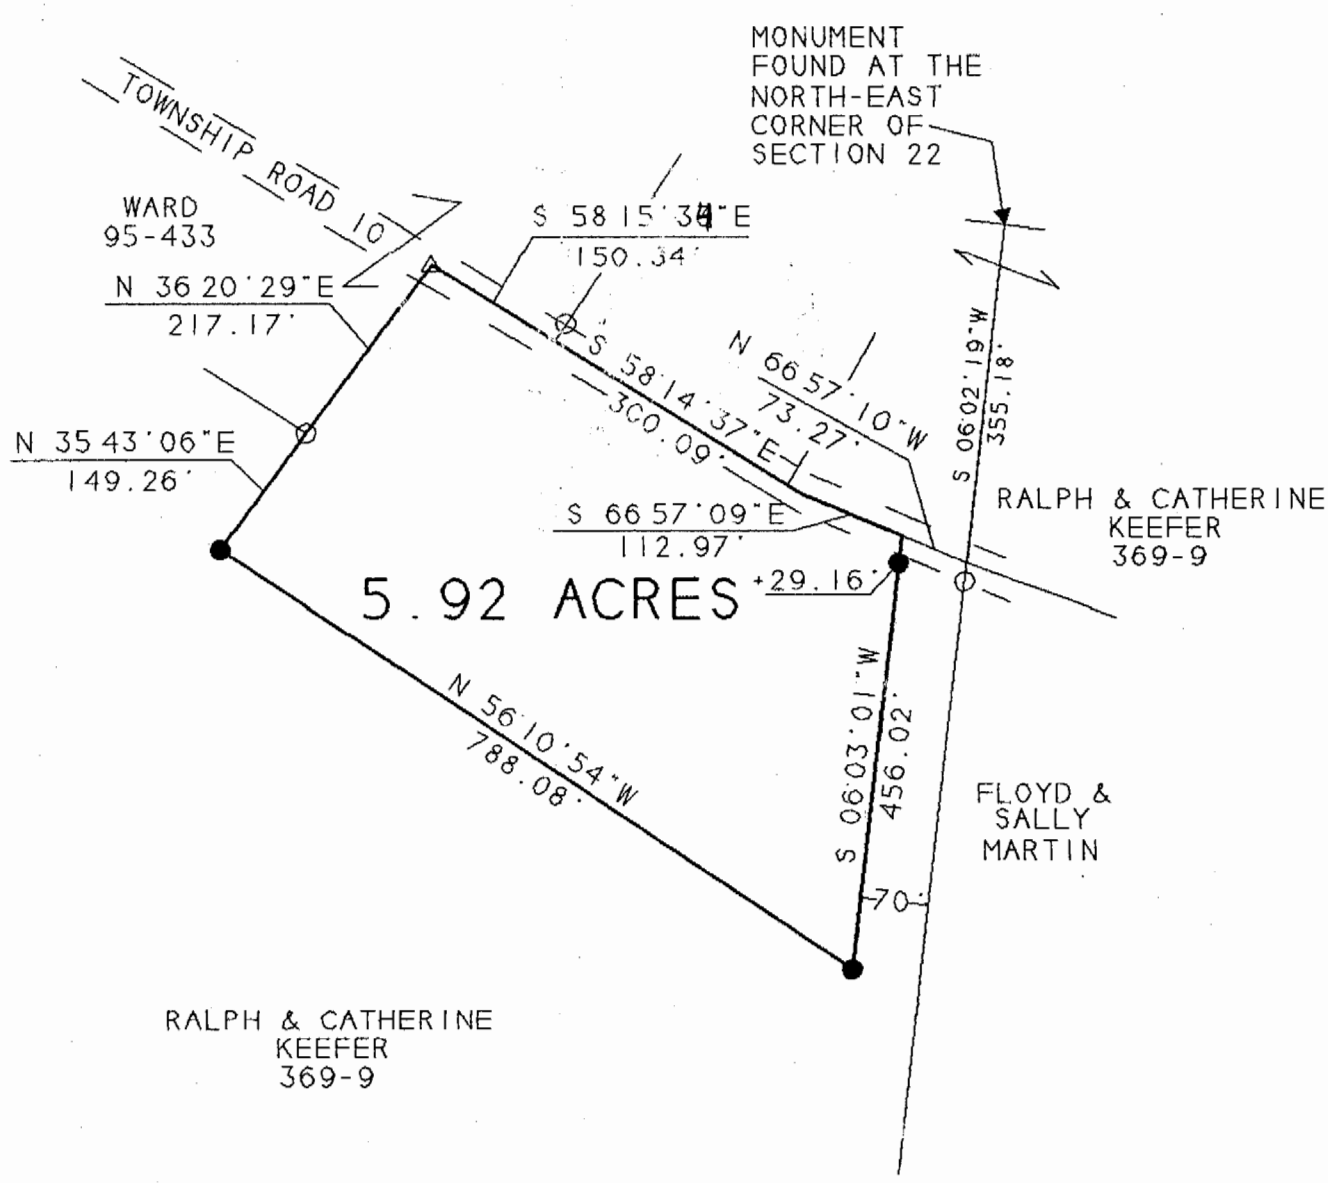 MONUMENT
FOUND AT THE
NORTH-EAST
CORNER OF
SECTION 22
TOWNSHIP ROAD 10
WARD
95-433
S 58°15'34"E
150.34'
N 36 20'29"E
217.17'
N 66 57'10"W
73.27'
S 06°02'19"W
355.18'
S 58°14'37"E
300.09'
N 35 43'06"E
149.26'
RALPH & CATHERINE
KEEFER
369-9
S 66 57'09"E
112.97'
+29.16'
5.92 ACRES
N 56°10'54"W
788.08'
S 06°03'01"W
456.02'
FLOYD &
SALLY
MARTIN
70'
RALPH & CATHERINE
KEEFER
369-9